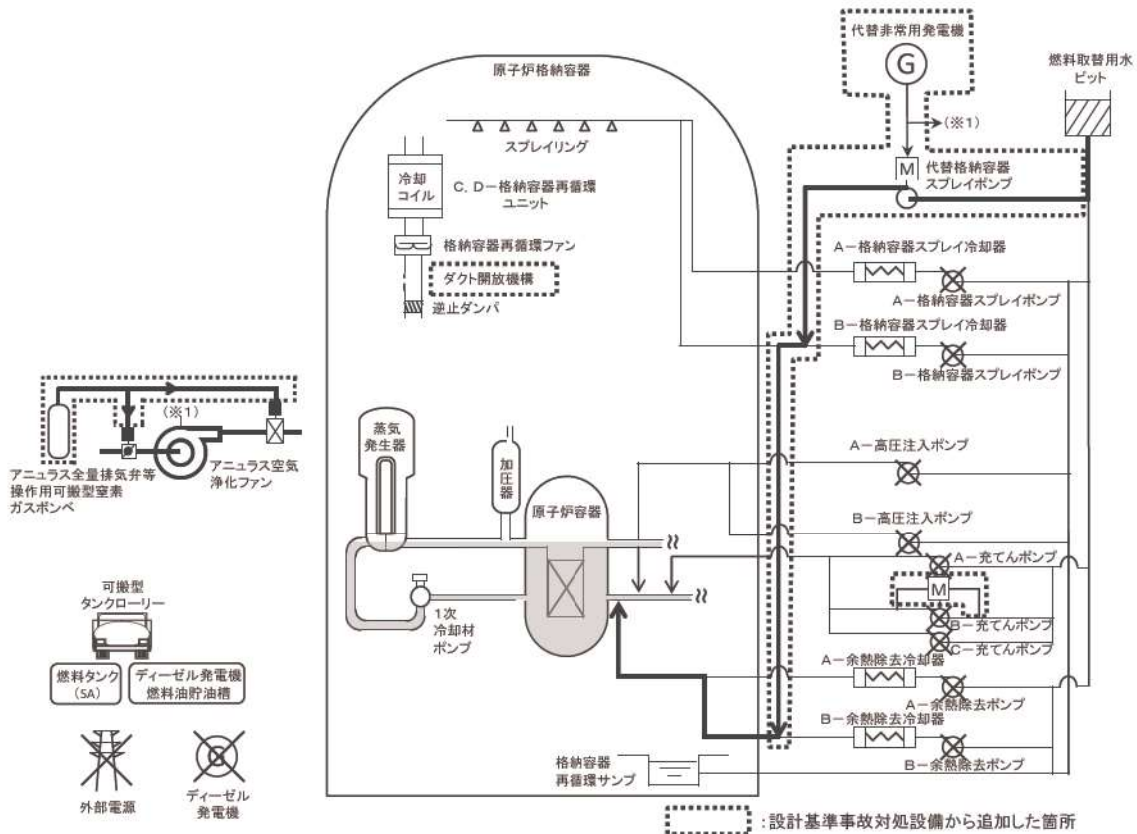 代替非常用発電機
G
燃料取替用水
ピット
原子炉格納容器
(※1)
スプレイリング
M
代替格納容器
スプレイポンプ
冷却
コイル
C, D-格納容器再循環
ユニット
格納容器再循環ファン
ダクト開放機構
逆止ダンパ
A-格納容器スプレイ冷却器
A-格納容器スプレイポンプ
B-格納容器スプレイ冷却器
B-格納容器スプレイポンプ
(※1)
アニュラス全量排気弁等
操作用可搬型窒素
ガスボンベ
アニュラス空気
浄化ファン
蒸気
発生器
加圧器
原子炉容器
1次
冷却材
ポンプ
A-高圧注入ポンプ
B-高圧注入ポンプ
A-充てんポンプ
M
B-充てんポンプ
C-充てんポンプ
A-余熱除去冷却器
A-余熱除去ポンプ
B-余熱除去冷却器
B-余熱除去ポンプ
可搬型
タンクローリー
燃料タンク
(SA)
ディーゼル発電機
燃料油貯油槽
外部電源
ディーゼル
発電機
格納容器
再循環サンプ
:設計基準事故対処設備から追加した箇所